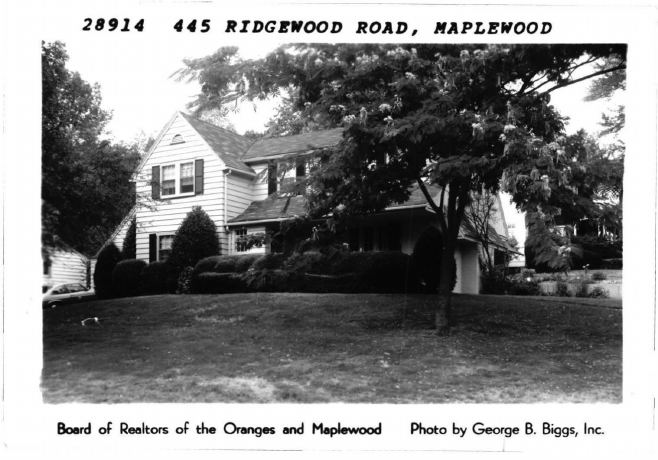 28914 445 RIDGEWOOD ROAD, MAPLEWOOD
Board of Realtors of the Oranges and Maplewood Photo by George B. Biggs, Inc.